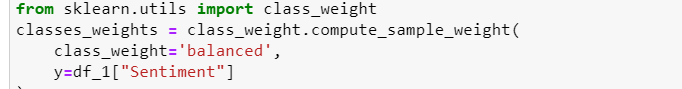 from sklearn.utils import class_weight
classes_weights = class_weight.compute_sample_weight(
    class_weight='balanced',
    y=df_1["Sentiment"]